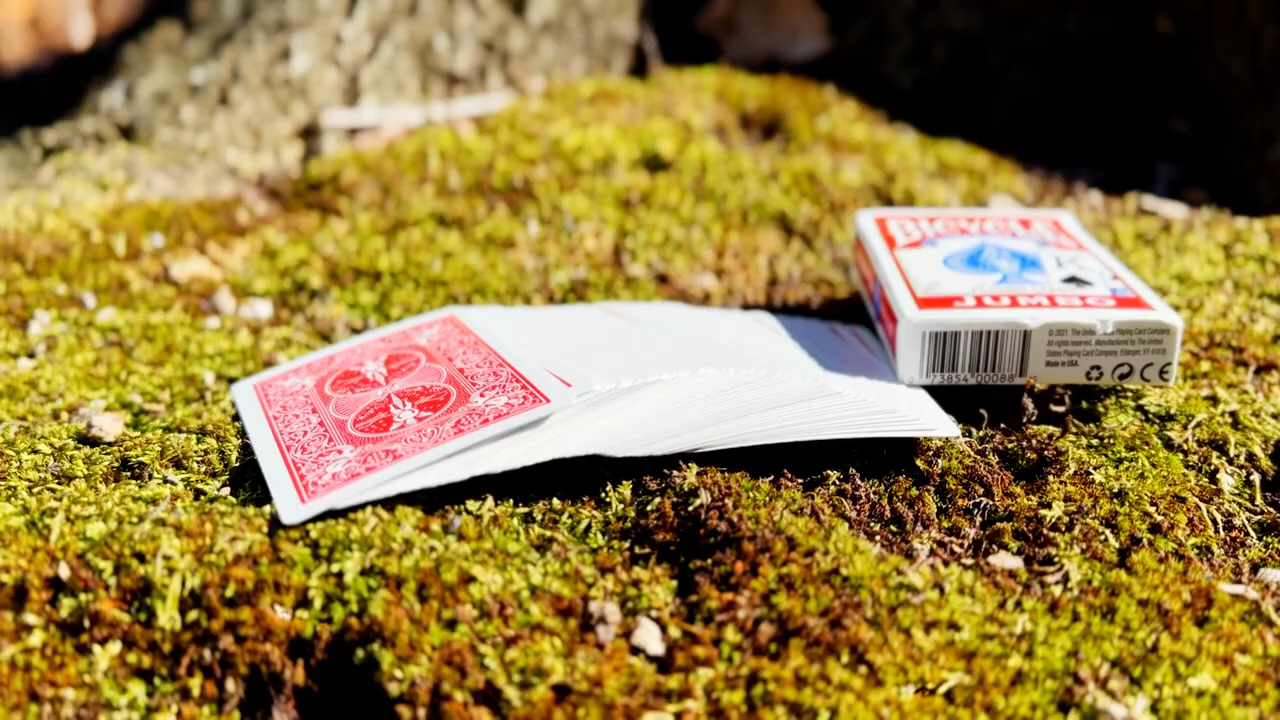 BICYCLE
JUMBO
© 2021. The United States Playing Card Company.
All rights reserved. Manufactured by The United
States Playing Card Company, Erlanger, KY 41018.
Made in USA.
73854 00088